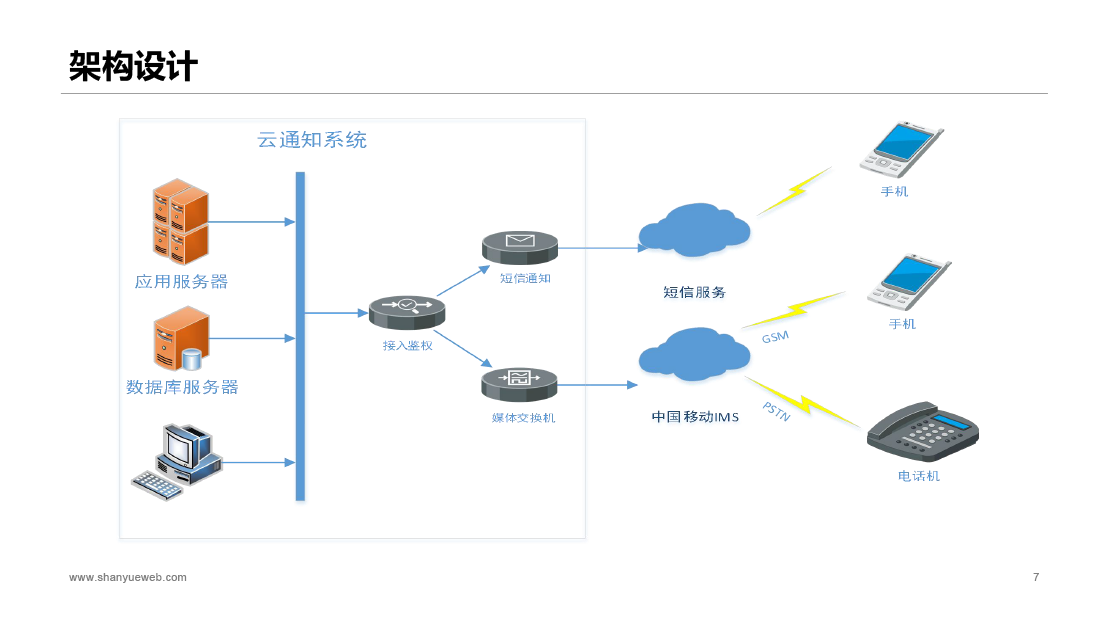 架构设计
云通知系统
应用服务器
数据库服务器
接入鉴权
短信通知
媒体交换机
短信服务
中国移动IMS
GSM
PSTN
手机
手机
电话机
www.shanyueweb.com
7